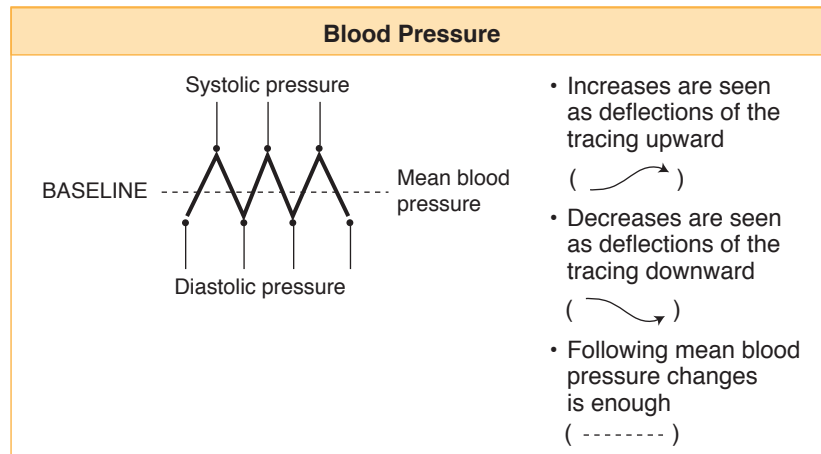 Blood Pressure
Systolic pressure
BASELINE
Mean blood
pressure
Diastolic pressure
• Increases are seen
as deflections of the
tracing upward
( )
• Decreases are seen
as deflections of the
tracing downward
( )
• Following mean blood
pressure changes
is enough
( -------- )